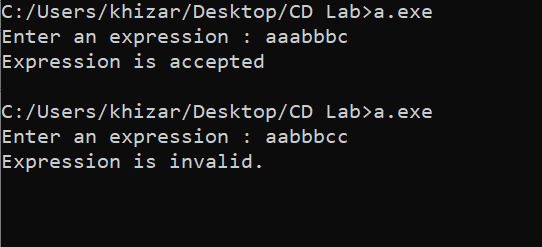 C:/Users/khizar/Desktop/CD Lab>a.exe
Enter an expression : aaabbbc
Expression is accepted
C:/Users/khizar/Desktop/CD Lab>a.exe
Enter an expression : aabbbcc
Expression is invalid.